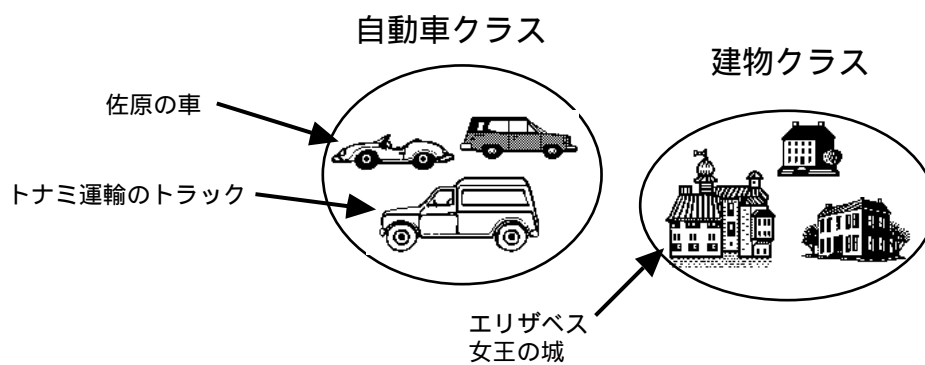 自動車クラス
建物クラス
佐原の車
トナミ運輸のトラック
エリザベス
女王の城